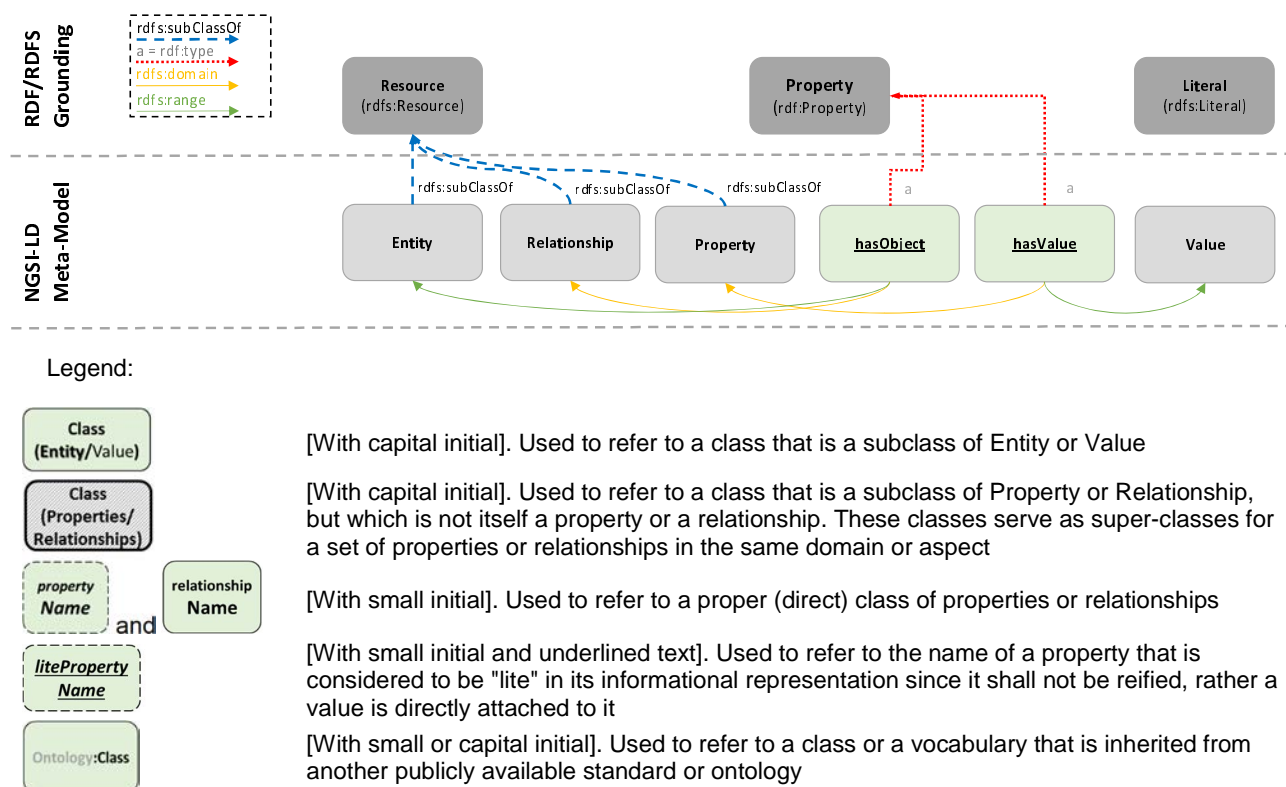 RDF/RDFS
Grounding
rdfs:subClassOf
a = rdf:type
rdfs:domain
rdfs:range
Resource
(rdfs:Resource)
Property
(rdf:Property)
Literal
(rdfs:Literal)
NGSI-LD
Meta-Model
rdfs:subClassOf
rdfs:subClassOf
rdfs:subClassOf
a
a
Entity
Relationship
Property
hasObject
hasValue
Value
Legend:
Class
(Entity/Value)
[With capital initial]. Used to refer to a class that is a subclass of Entity or Value
Class
(Properties/
Relationships)
[With capital initial]. Used to refer to a class that is a subclass of Property or Relationship,
but which is not itself a property or a relationship. These classes serve as super-classes for
a set of properties or relationships in the same domain or aspect
property
Name
and
relationship
Name
[With small initial]. Used to refer to a proper (direct) class of properties or relationships
liteProperty
Name
[With small initial and underlined text]. Used to refer to the name of a property that is
considered to be "lite" in its informational representation since it shall not be reified, rather a
value is directly attached to it
Ontology:Class
[With small or capital initial]. Used to refer to a class or a vocabulary that is inherited from
another publicly available standard or ontology